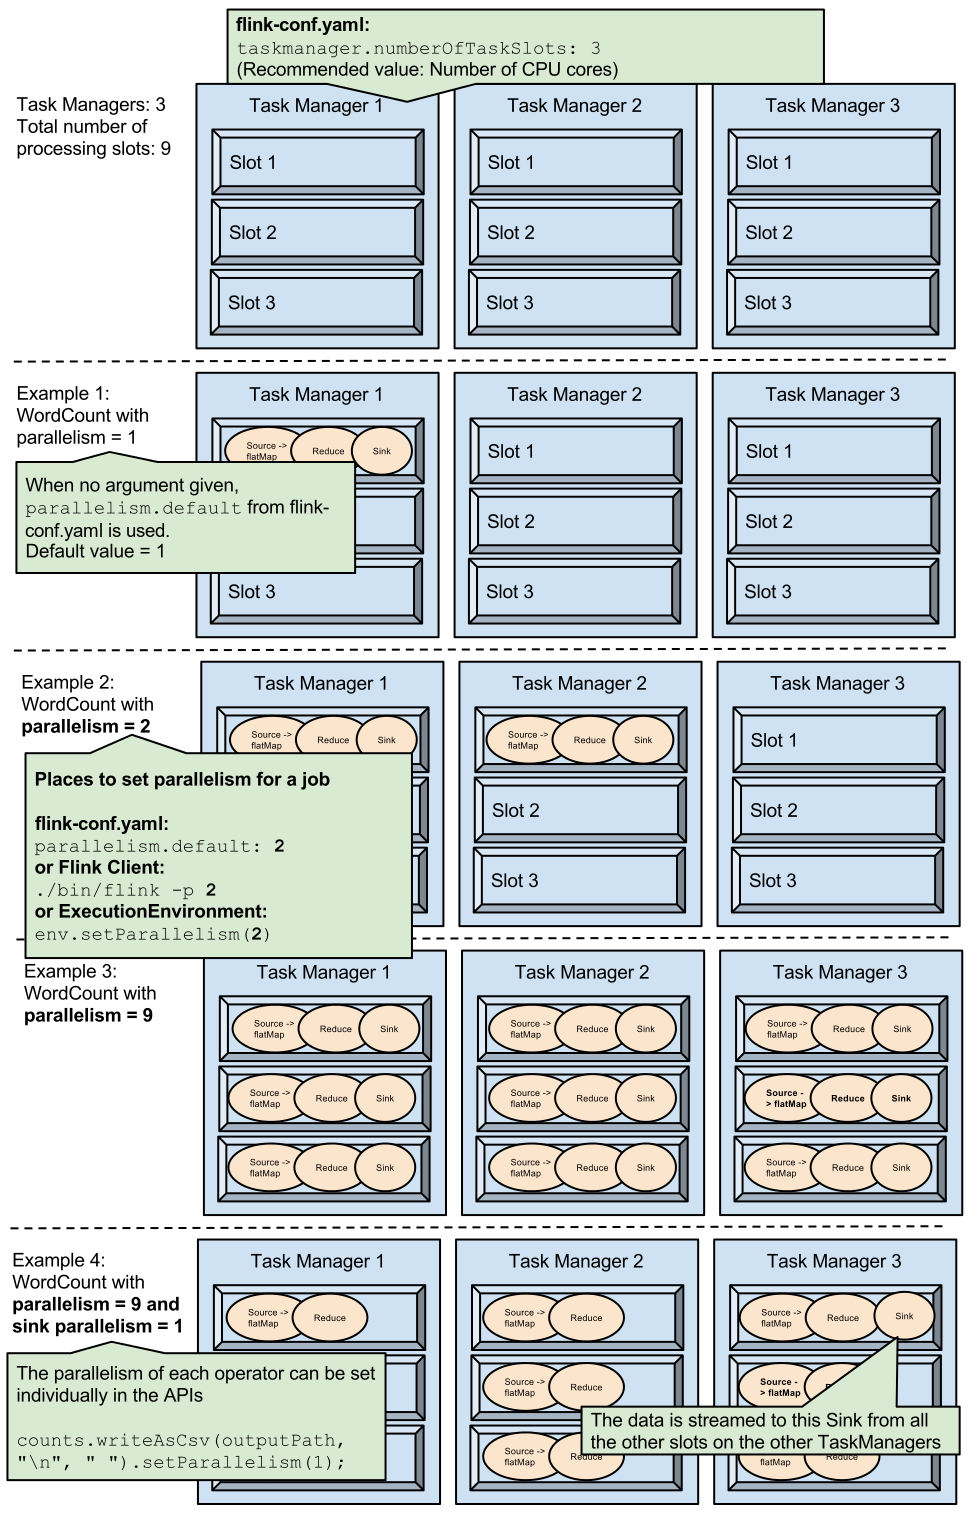 flink-conf.yaml:
taskmanager.numberOfTaskSlots: 3
(Recommended value: Number of CPU cores)
Task Managers: 3
Total number of
processing slots: 9
Task Manager 1
Slot 1
Slot 2
Slot 3
Task Manager 2
Slot 1
Slot 2
Slot 3
Task Manager 3
Slot 1
Slot 2
Slot 3
Example 1:
WordCount with
parallelism = 1
When no argument given,
parallelism.default from flink-
conf.yaml is used.
Default value = 1
Task Manager 1
Source ->
flatMap
Reduce
Sink
Slot 3
Task Manager 2
Slot 1
Slot 2
Slot 3
Task Manager 3
Slot 1
Slot 2
Slot 3
Example 2:
WordCount with
parallelism = 2
Places to set parallelism for a job
flink-conf.yaml:
parallelism.default: 2
or Flink Client:
./bin/flink -p 2
or ExecutionEnvironment:
env.setParallelism(2)
Task Manager 1
Source ->
flatMap
Reduce
Sink
Task Manager 2
Source ->
flatMap
Reduce
Sink
Slot 2
Slot 3
Task Manager 3
Slot 1
Slot 2
Slot 3
Example 3:
WordCount with
parallelism = 9
Task Manager 1
Source ->
flatMap
Reduce
Sink
Source ->
flatMap
Reduce
Sink
Source ->
flatMap
Reduce
Sink
Task Manager 2
Source ->
flatMap
Reduce
Sink
Source ->
flatMap
Reduce
Sink
Source ->
flatMap
Reduce
Sink
Task Manager 3
Source ->
flatMap
Reduce
Sink
Source -
> flatMap
Reduce
Sink
Source ->
flatMap
Reduce
Sink
Example 4:
WordCount with
parallelism = 9 and
sink parallelism = 1
The parallelism of each operator can be set
individually in the APIs
counts.writeAsCsv(outputPath,
"\n", " ").setParallelism(1);
Task Manager 1
Source ->
flatMap
Reduce
Task Manager 2
Source ->
flatMap
Reduce
Source ->
flatMap
Reduce
Source ->
flatMap
Reduce
Task Manager 3
Source ->
flatMap
Reduce
Sink
Source -
> flatMap
The data is streamed to this Sink from all
the other slots on the other TaskManagers
flatMap
Reduce